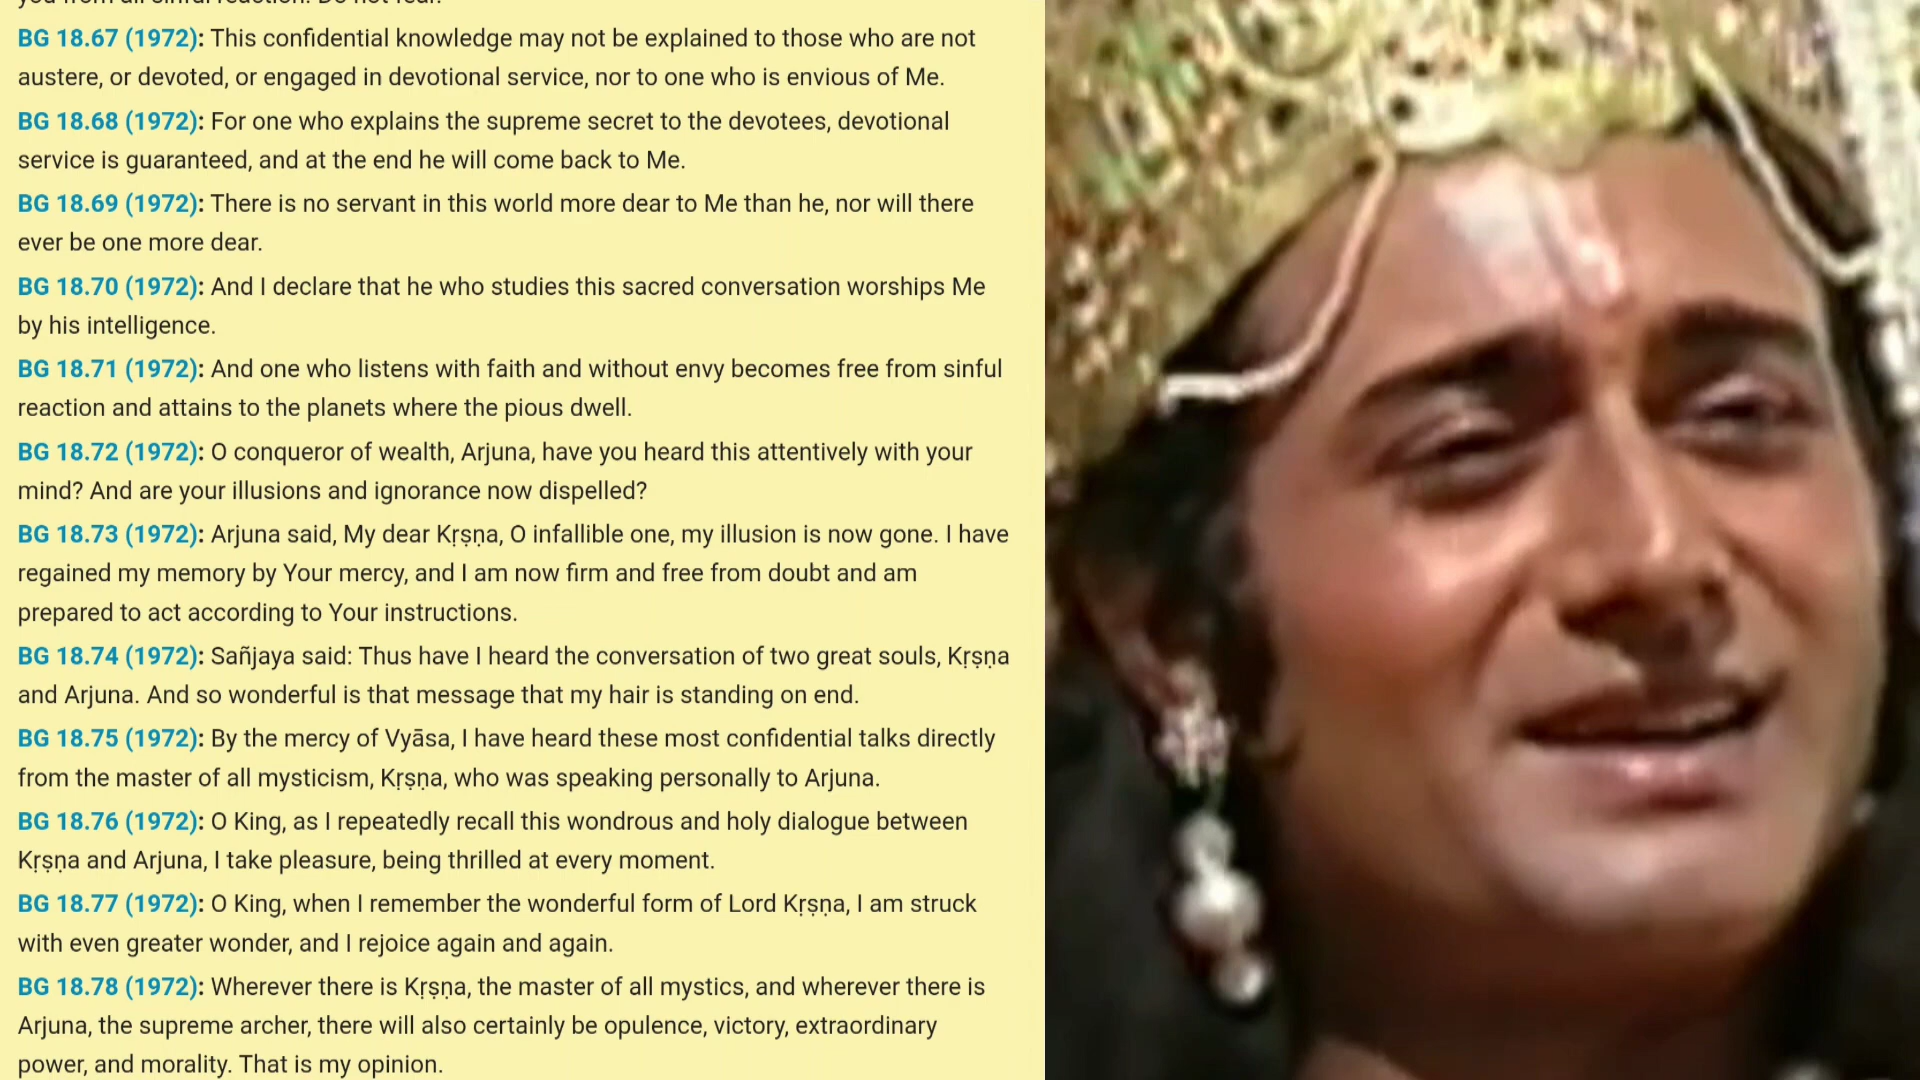 BG 18.67 (1972): This confidential knowledge may not be explained to those who are not
austere, or devoted, or engaged in devotional service, nor to one who is envious of Me.
BG 18.68 (1972): For one who explains the supreme secret to the devotees, devotional
service is guaranteed, and at the end he will come back to Me.
BG 18.69 (1972): There is no servant in this world more dear to Me than he, nor will there
ever be one more dear.
BG 18.70 (1972): And I declare that he who studies this sacred conversation worships Me
by his intelligence.
BG 18.71 (1972): And one who listens with faith and without envy becomes free from sinful
reaction and attains to the planets where the pious dwell.
BG 18.72 (1972): O conqueror of wealth, Arjuna, have you heard this attentively with your
mind? And are your illusions and ignorance now dispelled?
BG 18.73 (1972): Arjuna said, My dear Kṛṣṇa, O infallible one, my illusion is now gone. I have
regained my memory by Your mercy, and I am now firm and free from doubt and am
prepared to act according to Your instructions.
BG 18.74 (1972): Sañjaya said: Thus have I heard the conversation of two great souls, Kṛṣṇa
and Arjuna. And so wonderful is that message that my hair is standing on end.
BG 18.75 (1972): By the mercy of Vyāsa, I have heard these most confidential talks directly
from the master of all mysticism, Kṛṣṇa, who was speaking personally to Arjuna.
BG 18.76 (1972): O King, as I repeatedly recall this wondrous and holy dialogue between
Kṛṣṇa and Arjuna, I take pleasure, being thrilled at every moment.
BG 18.77 (1972): O King, when I remember the wonderful form of Lord Kṛṣṇa, I am struck
with even greater wonder, and I rejoice again and again.
BG 18.78 (1972): Wherever there is Kṛṣṇa, the master of all mystics, and wherever there is
Arjuna, the supreme archer, there will also certainly be opulence, victory, extraordinary
power, and morality. That is my opinion.